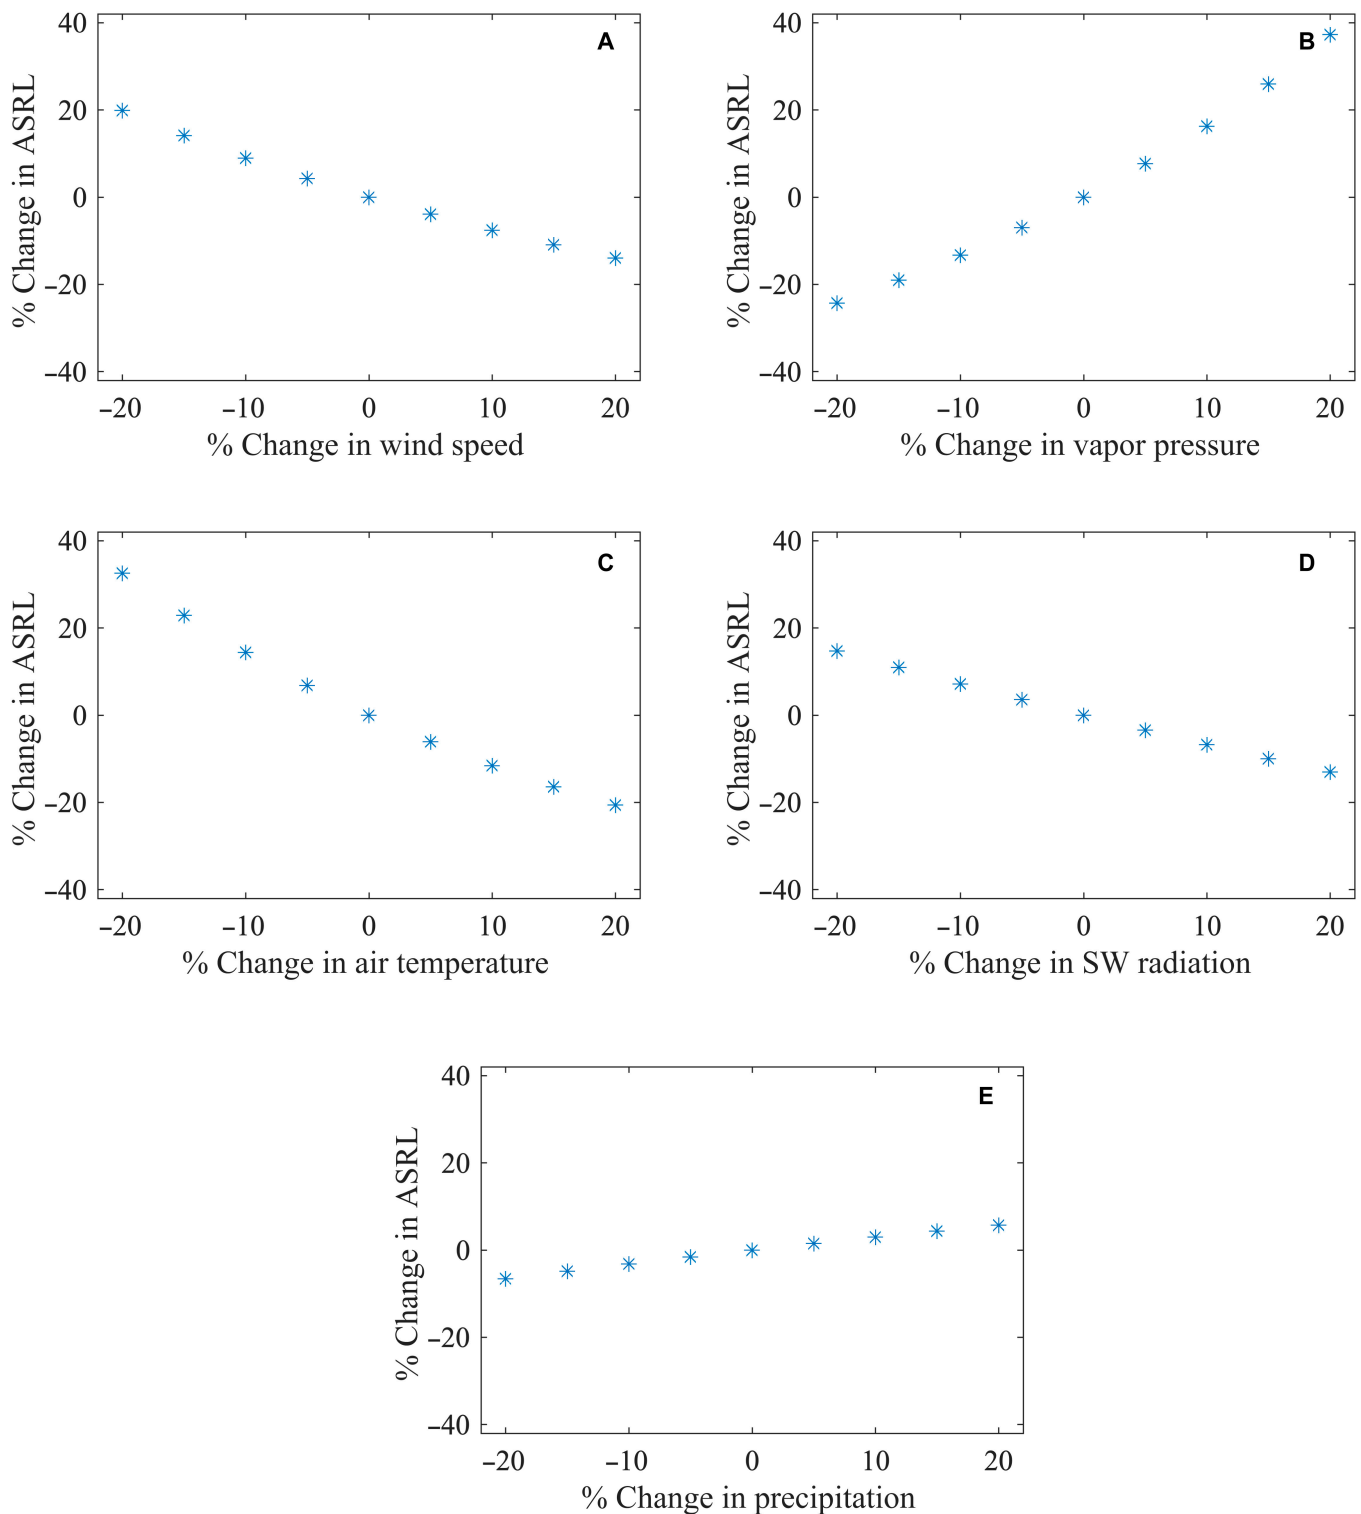 A
% Change in ASRL
40
20
0
−20
−40
−20 −10 0 10 20
% Change in wind speed
B
% Change in ASRL
40
20
0
−20
−40
−20 −10 0 10 20
% Change in vapor pressure
C
% Change in ASRL
40
20
0
−20
−40
−20 −10 0 10 20
% Change in air temperature
D
% Change in ASRL
40
20
0
−20
−40
−20 −10 0 10 20
% Change in SW radiation
E
% Change in ASRL
40
20
0
−20
−40
−20 −10 0 10 20
% Change in precipitation